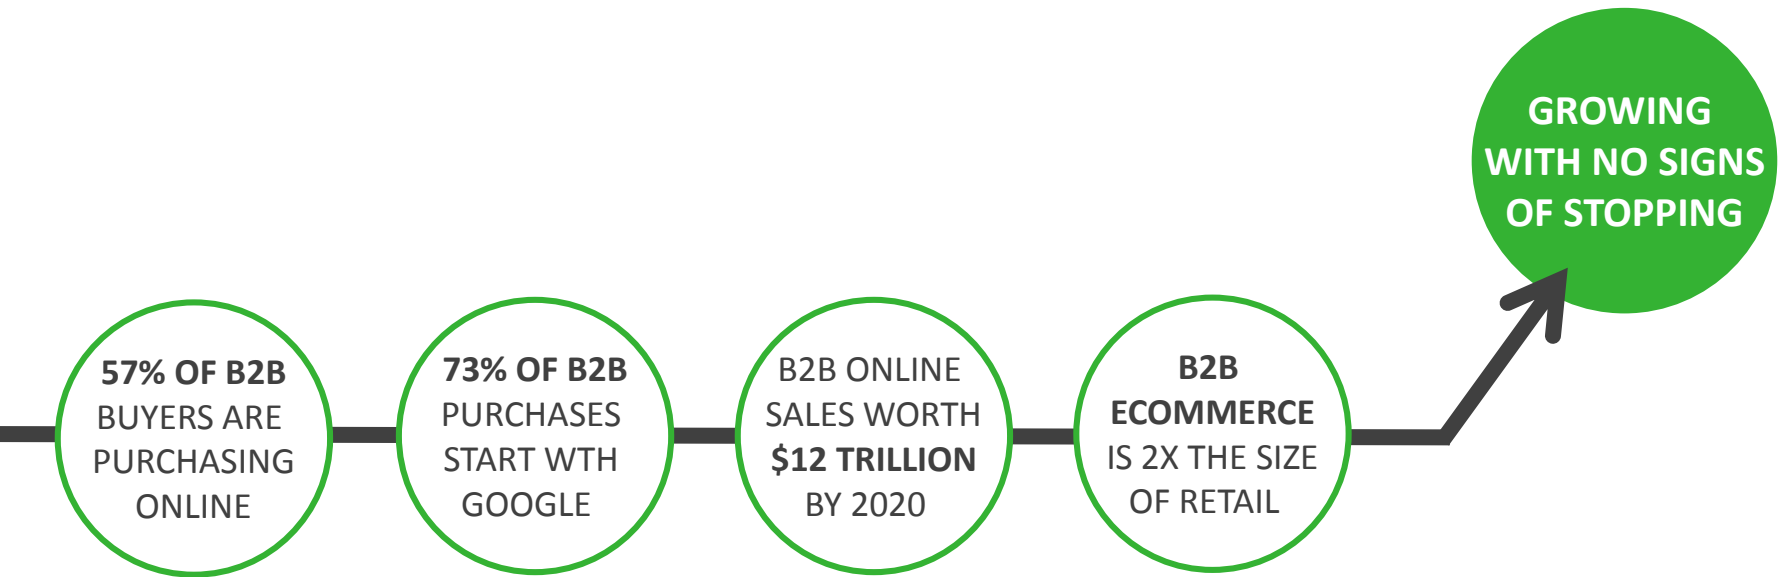 57% OF B2B
BUYERS ARE
PURCHASING
ONLINE
73% OF B2B
PURCHASES
START WTH
GOOGLE
B2B ONLINE
SALES WORTH
$12 TRILLION
BY 2020
B2B
ECOMMERCE
IS 2X THE SIZE
OF RETAIL
GROWING
WITH NO SIGNS
OF STOPPING